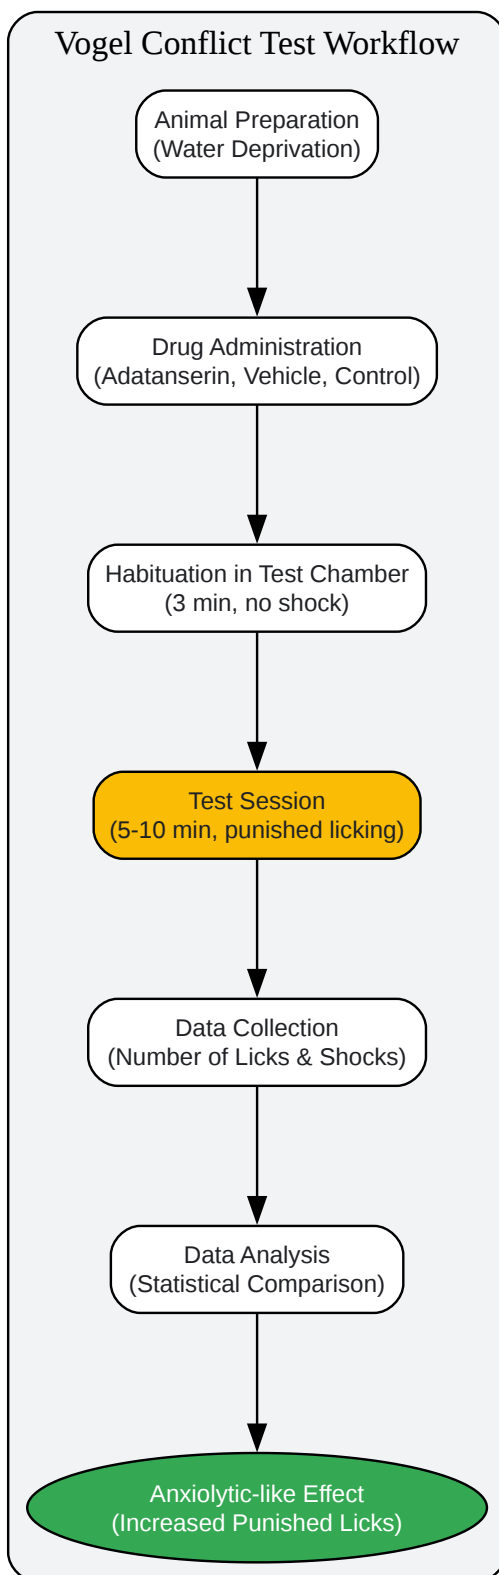 Vogel Conflict Test Workflow
Animal Preparation
(Water Deprivation)
Drug Administration
(Adatanserin, Vehicle, Control)
Habituation in Test Chamber
(3 min, no shock)
Test Session
(5-10 min, punished licking)
Data Collection
(Number of Licks & Shocks)
Data Analysis
(Statistical Comparison)
Anxiolytic-like Effect
(Increased Punished Licks)